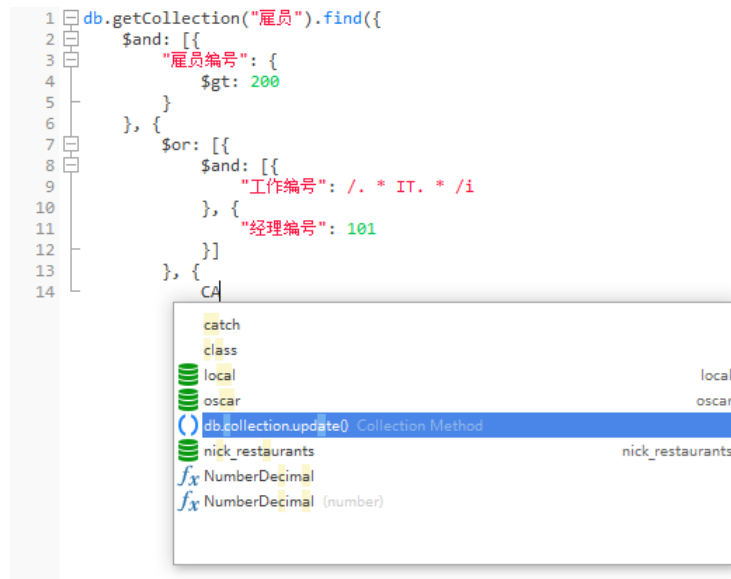 1 db.getCollection("雇员").find({
2 $and: [{
3 "雇员编号": {
4 $gt: 200
5 }
6 }, {
7 $or: [{
8 $and: [{
9 "工作编号": /. * IT. * /i
10 }, {
11 "经理编号": 101
12 }]
13 }, {
14 CA
catch
class
local local
oscar oscar
db.collection.update() Collection Method
nick_restaurants nick_restaurants
fx NumberDecimal
fx NumberDecimal (number)